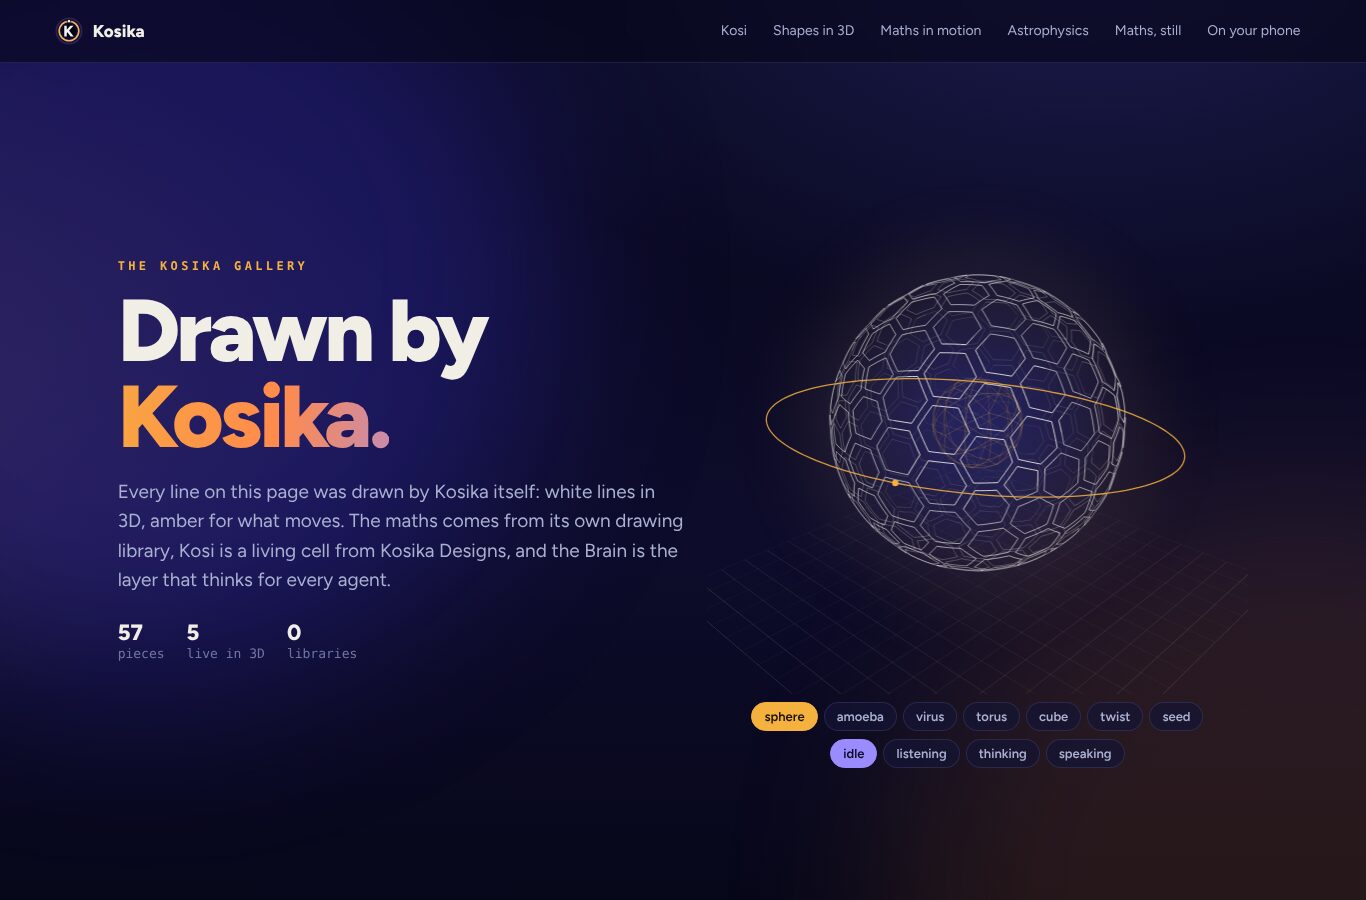 K Kosika
Kosi Shapes in 3D Maths in motion Astrophysics Maths, still On your phone
THE KOSIKA GALLERY
Drawn by
Kosika.
Every line on this page was drawn by Kosika itself: white lines in
3D, amber for what moves. The maths comes from its own drawing
library, Kosi is a living cell from Kosika Designs, and the Brain is the
layer that thinks for every agent.
57 5 0
pieces live in 3D libraries
sphere amoeba virus torus cube twist seed
idle listening thinking speaking